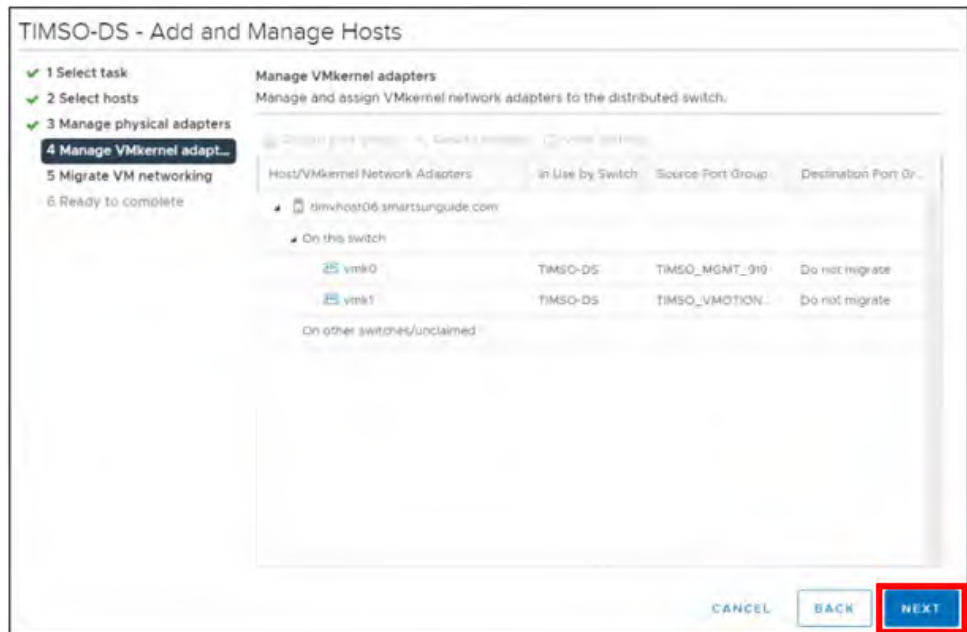 TIMSO-DS - Add and Manage Hosts
1 Select task
2 Select hosts
3 Manage physical adapters
4 Manage VMkernel adapt...
5 Migrate VM networking
6 Ready to complete
Manage VMkernel adapters
Manage and assign VMkernel network adapters to the distributed switch.
Host/VMkernel Network Adapters In Use by Switch Source Port Group Destination Port Gr...
timvhost06.smartsunguide.com
On this switch
vmk0 TIMSO-DS TIMSO_MGMT_919 Do not migrate
vmk1 TIMSO-DS TIMSO_VMOTION... Do not migrate
On other switches/unclaimed
CANCEL BACK NEXT